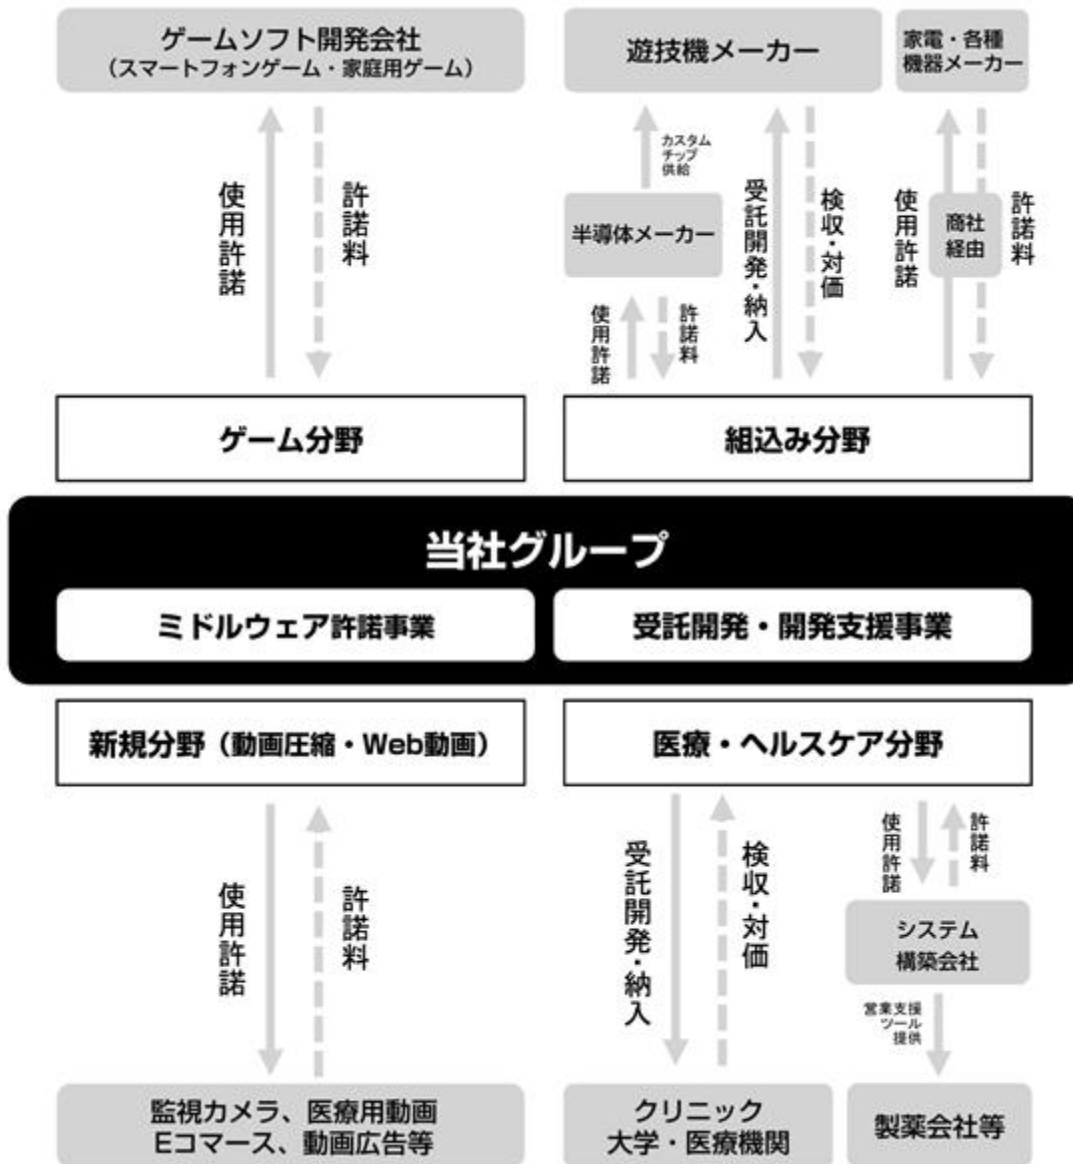 ゲームソフト開発会社
（スマートフォンゲーム・家庭用ゲーム）
遊技機メーカー
家電・各種
機器メーカー
使用許諾
許諾料
カスタム
チップ
供給
半導体メーカー
使用許諾
許諾料
受託開発・納入
検収・対価
使用許諾
商社
経由
許諾料
ゲーム分野
組込み分野
当社グループ
ミドルウェア許諾事業
受託開発・開発支援事業
新規分野（動画圧縮・Web動画）
医療・ヘルスケア分野
使用許諾
許諾料
受託開発・納入
検収・対価
使用許諾
許諾料
システム
構築会社
営業支援
ツール
提供
監視カメラ、医療用動画
Eコマース、動画広告等
クリニック
大学・医療機関
製薬会社等